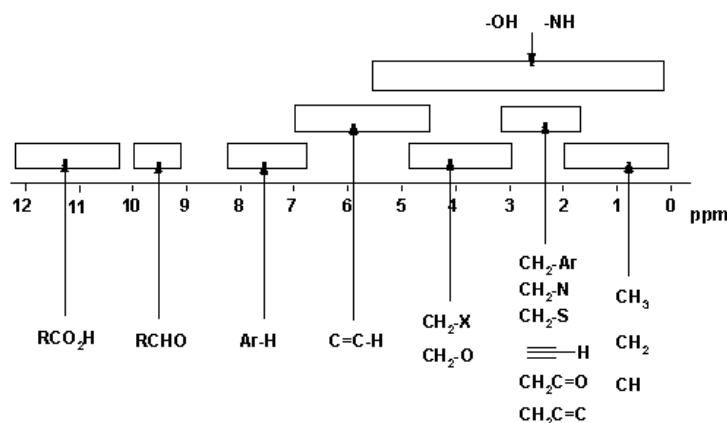 -OH -NH
12 11 10 9 8 7 6 5 4 3 2 1 0 ppm
RCO₂H
RCHO
Ar-H
C=C-H
CH₂-X
CH₂-O
CH₂-Ar
CH₂-N
CH₂-S
H
CH₂C=O
CH₂C=C
CH₃
CH₂
CH